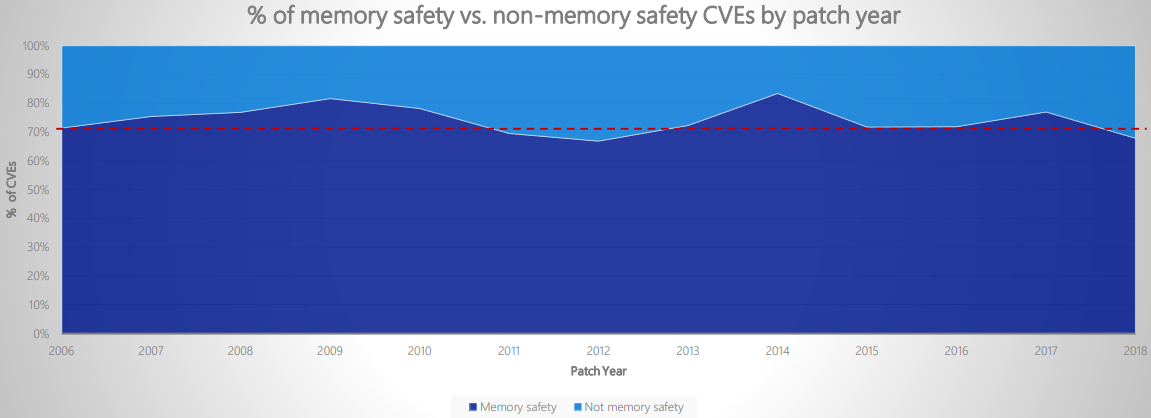 % of memory safety vs. non-memory safety CVEs by patch year
100%
90%
80%
70%
60%
50%
40%
30%
20%
10%
0%
% of CVEs
2006 2007 2008 2009 2010 2011 2012 2013 2014 2015 2016 2017 2018
Patch Year
Memory safety Not memory safety